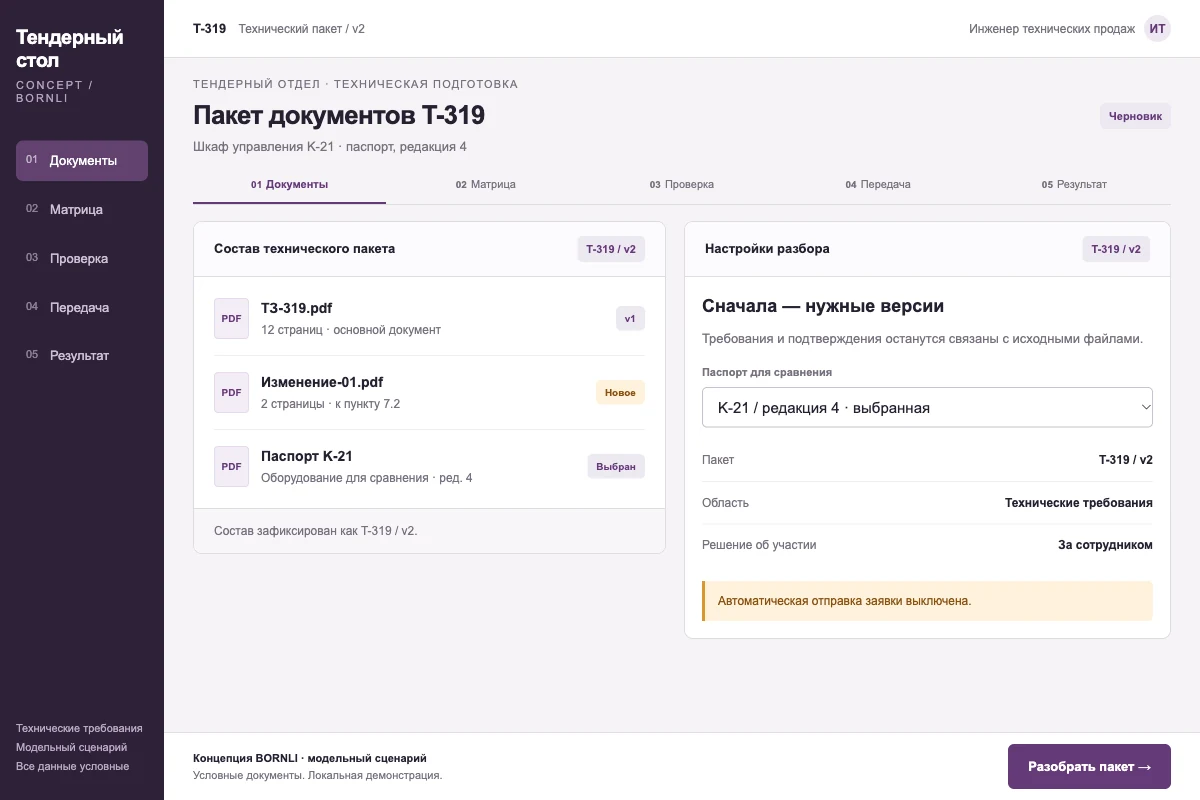 Тендерный
стол
CONCEPT /
BORNLI
01 Документы
02 Матрица
03 Проверка
04 Передача
05 Результат
Технические требования
Модельный сценарий
Все данные условные
Т-319 Технический пакет / v2
Инженер технических продаж ИТ
ТЕНДЕРНЫЙ ОТДЕЛ · ТЕХНИЧЕСКАЯ ПОДГОТОВКА
Пакет документов Т-319
Черновик
Шкаф управления К-21 · паспорт, редакция 4
01 Документы 02 Матрица 03 Проверка 04 Передача 05 Результат
Состав технического пакета Т-319 / v2
PDF ТЗ-319.pdf
12 страниц · основной документ
v1
PDF Изменение-01.pdf
2 страницы · к пункту 7.2
Новое
PDF Паспорт К-21
Оборудование для сравнения · ред. 4
Выбран
Состав зафиксирован как Т-319 / v2.
Настройки разбора Т-319 / v2
Сначала — нужные версии
Требования и подтверждения останутся связаны с исходными файлами.
Паспорт для сравнения
К-21 / редакция 4 · выбранная
Пакет Т-319 / v2
Область Технические требования
Решение об участии За сотрудником
Автоматическая отправка заявки выключена.
Концепция BORNLI · модельный сценарий
Условные документы. Локальная демонстрация.
Разобрать пакет →